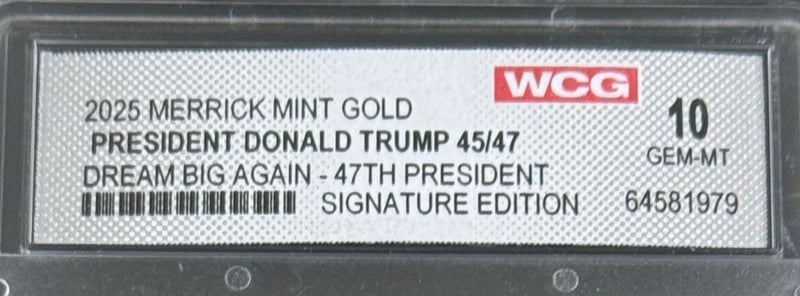 WCG
2025 MERRICK MINT GOLD
PRESIDENT DONALD TRUMP 45/47
DREAM BIG AGAIN - 47TH PRESIDENT
SIGNATURE EDITION
10
GEM-MT
64581979